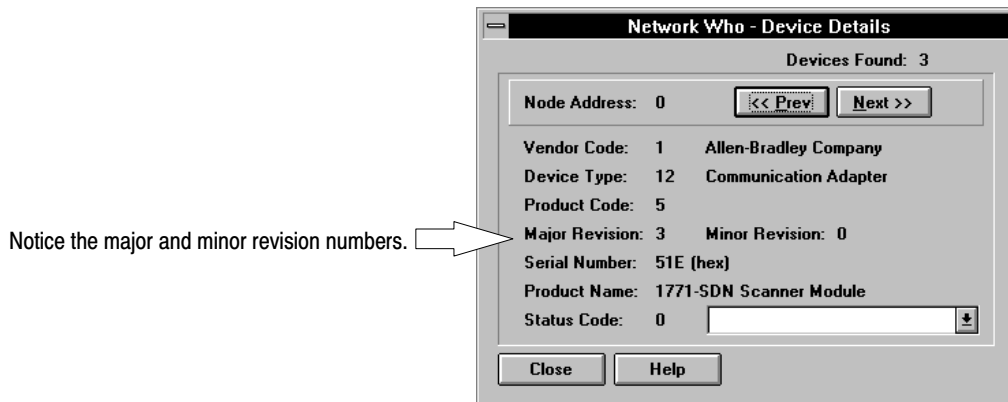 Network Who - Device Details
Devices Found: 3
Node Address: 0 << Prev Next >>
Vendor Code: 1 Allen-Bradley Company
Device Type: 12 Communication Adapter
Product Code: 5
Notice the major and minor revision numbers.
Major Revision: 3 Minor Revision: 0
Serial Number: 51E (hex)
Product Name: 1771-SDN Scanner Module
Status Code: 0
Close Help